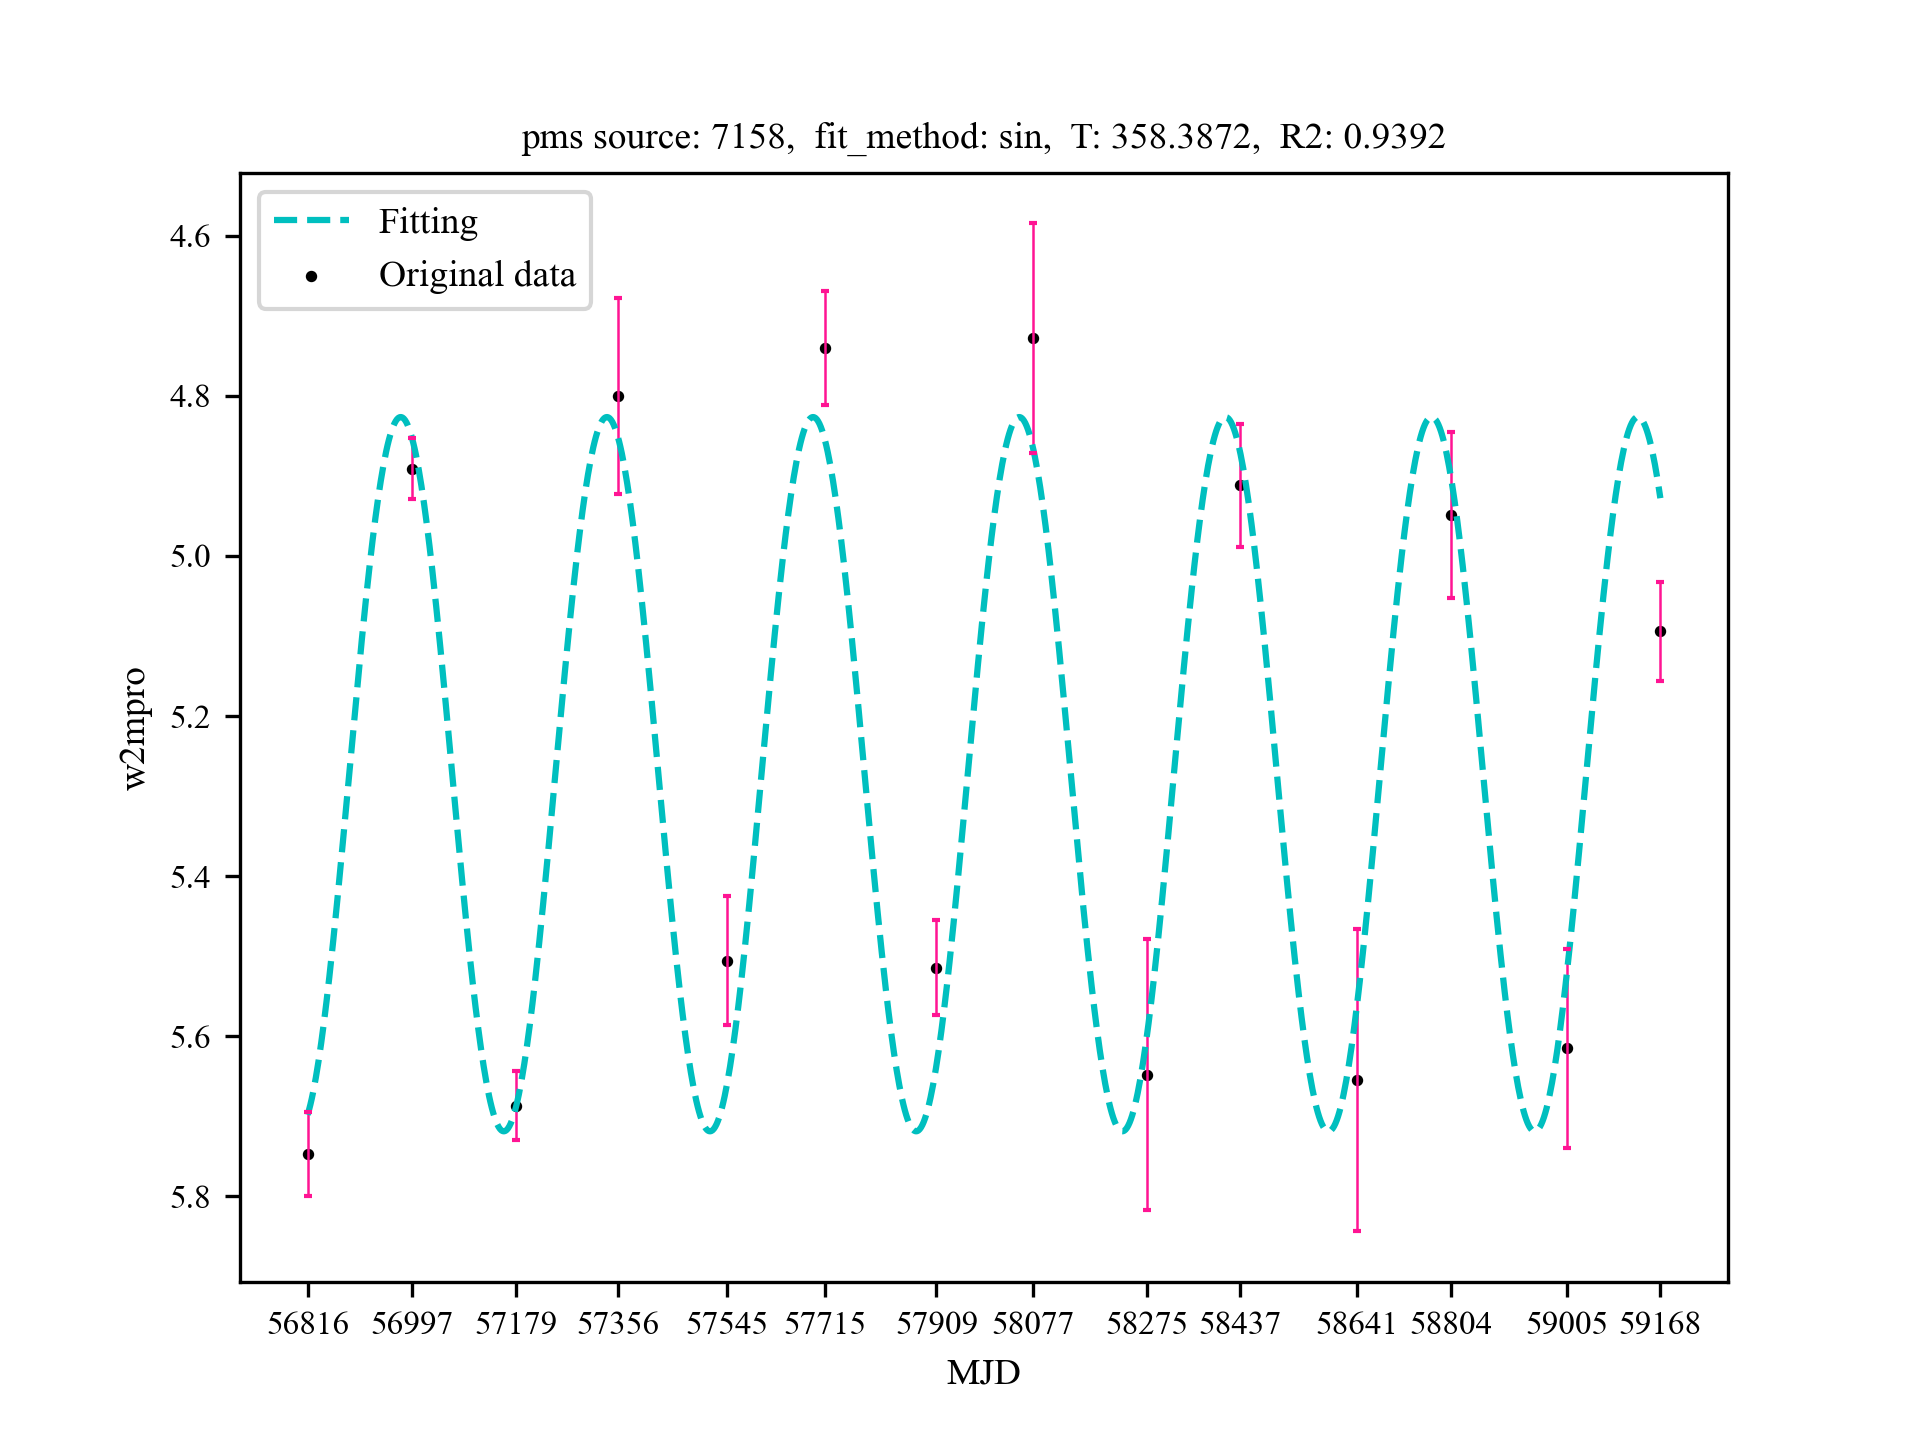 pms source: 7158,  fit_method: sin,  T: 358.3872,  R2: 0.9392
Fitting
Original data
4.6
4.8
5.0
5.2
5.4
5.6
5.8
w2mpro
56816 56997 57179 57356 57545 57715 57909 58077 58275 58437 58641 58804 59005 59168
MJD